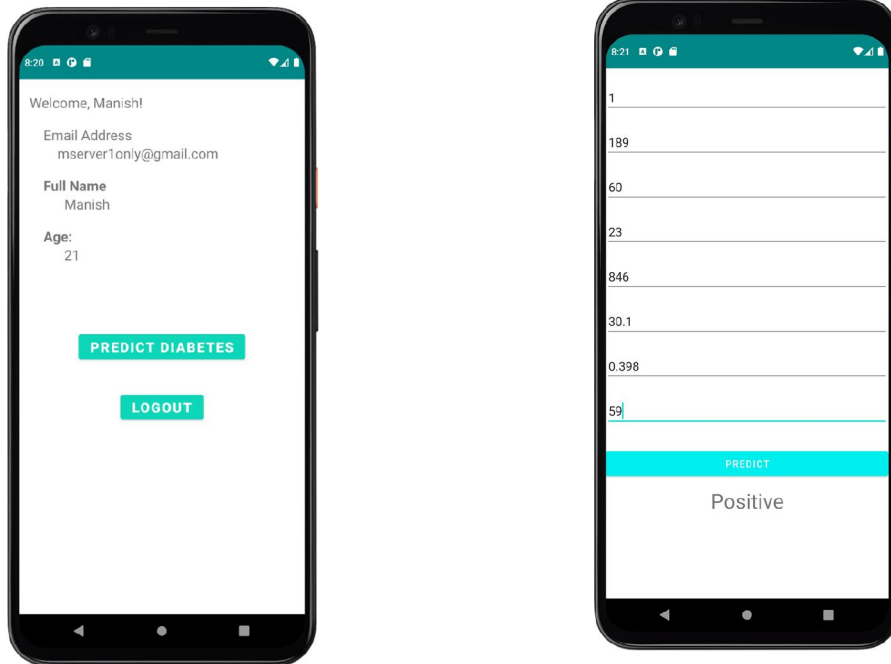 8:20
Welcome, Manish!
Email Address
mserver1only@gmail.com
Full Name
Manish
Age:
21
PREDICT DIABETES
LOGOUT
8:21
1
189
60
23
846
30.1
0.398
59
PREDICT
Positive